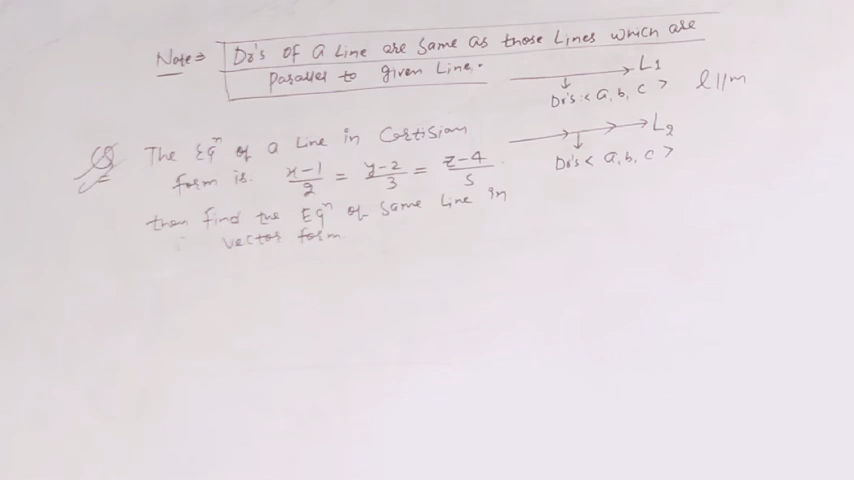 Note⇒ Dr's of a Line are same as those Lines which are
Parallel to given Line.
L1
Dr's: < a, b, c > l || m
L2
Dr's < a, b, c >
Q The Eqⁿ of a Line in Cartisian
form is. x-1/2 = y-2/3 = z-4/5
then find the Eqⁿ of same Line in
vector form